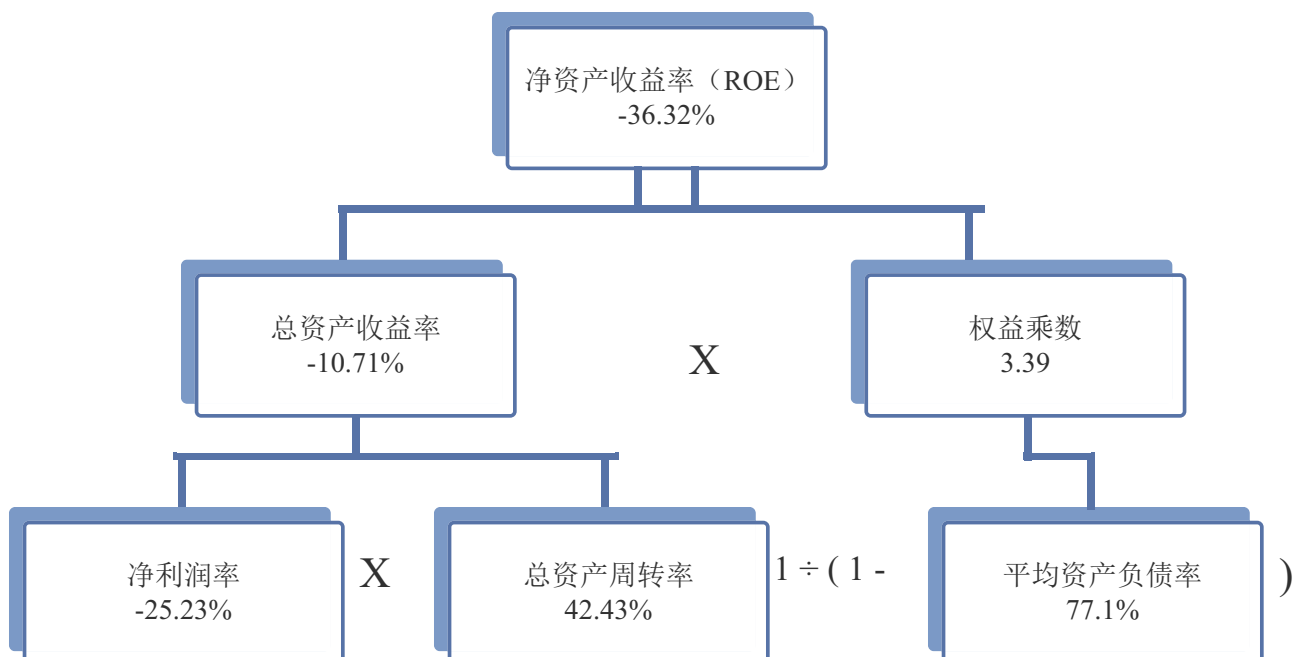 净资产收益率（ROE）
-36.32%
总资产收益率
-10.71%
X
权益乘数
3.39
净利润率
-25.23%
X
总资产周转率
42.43%
1 ÷ ( 1 -
平均资产负债率
77.1%
)